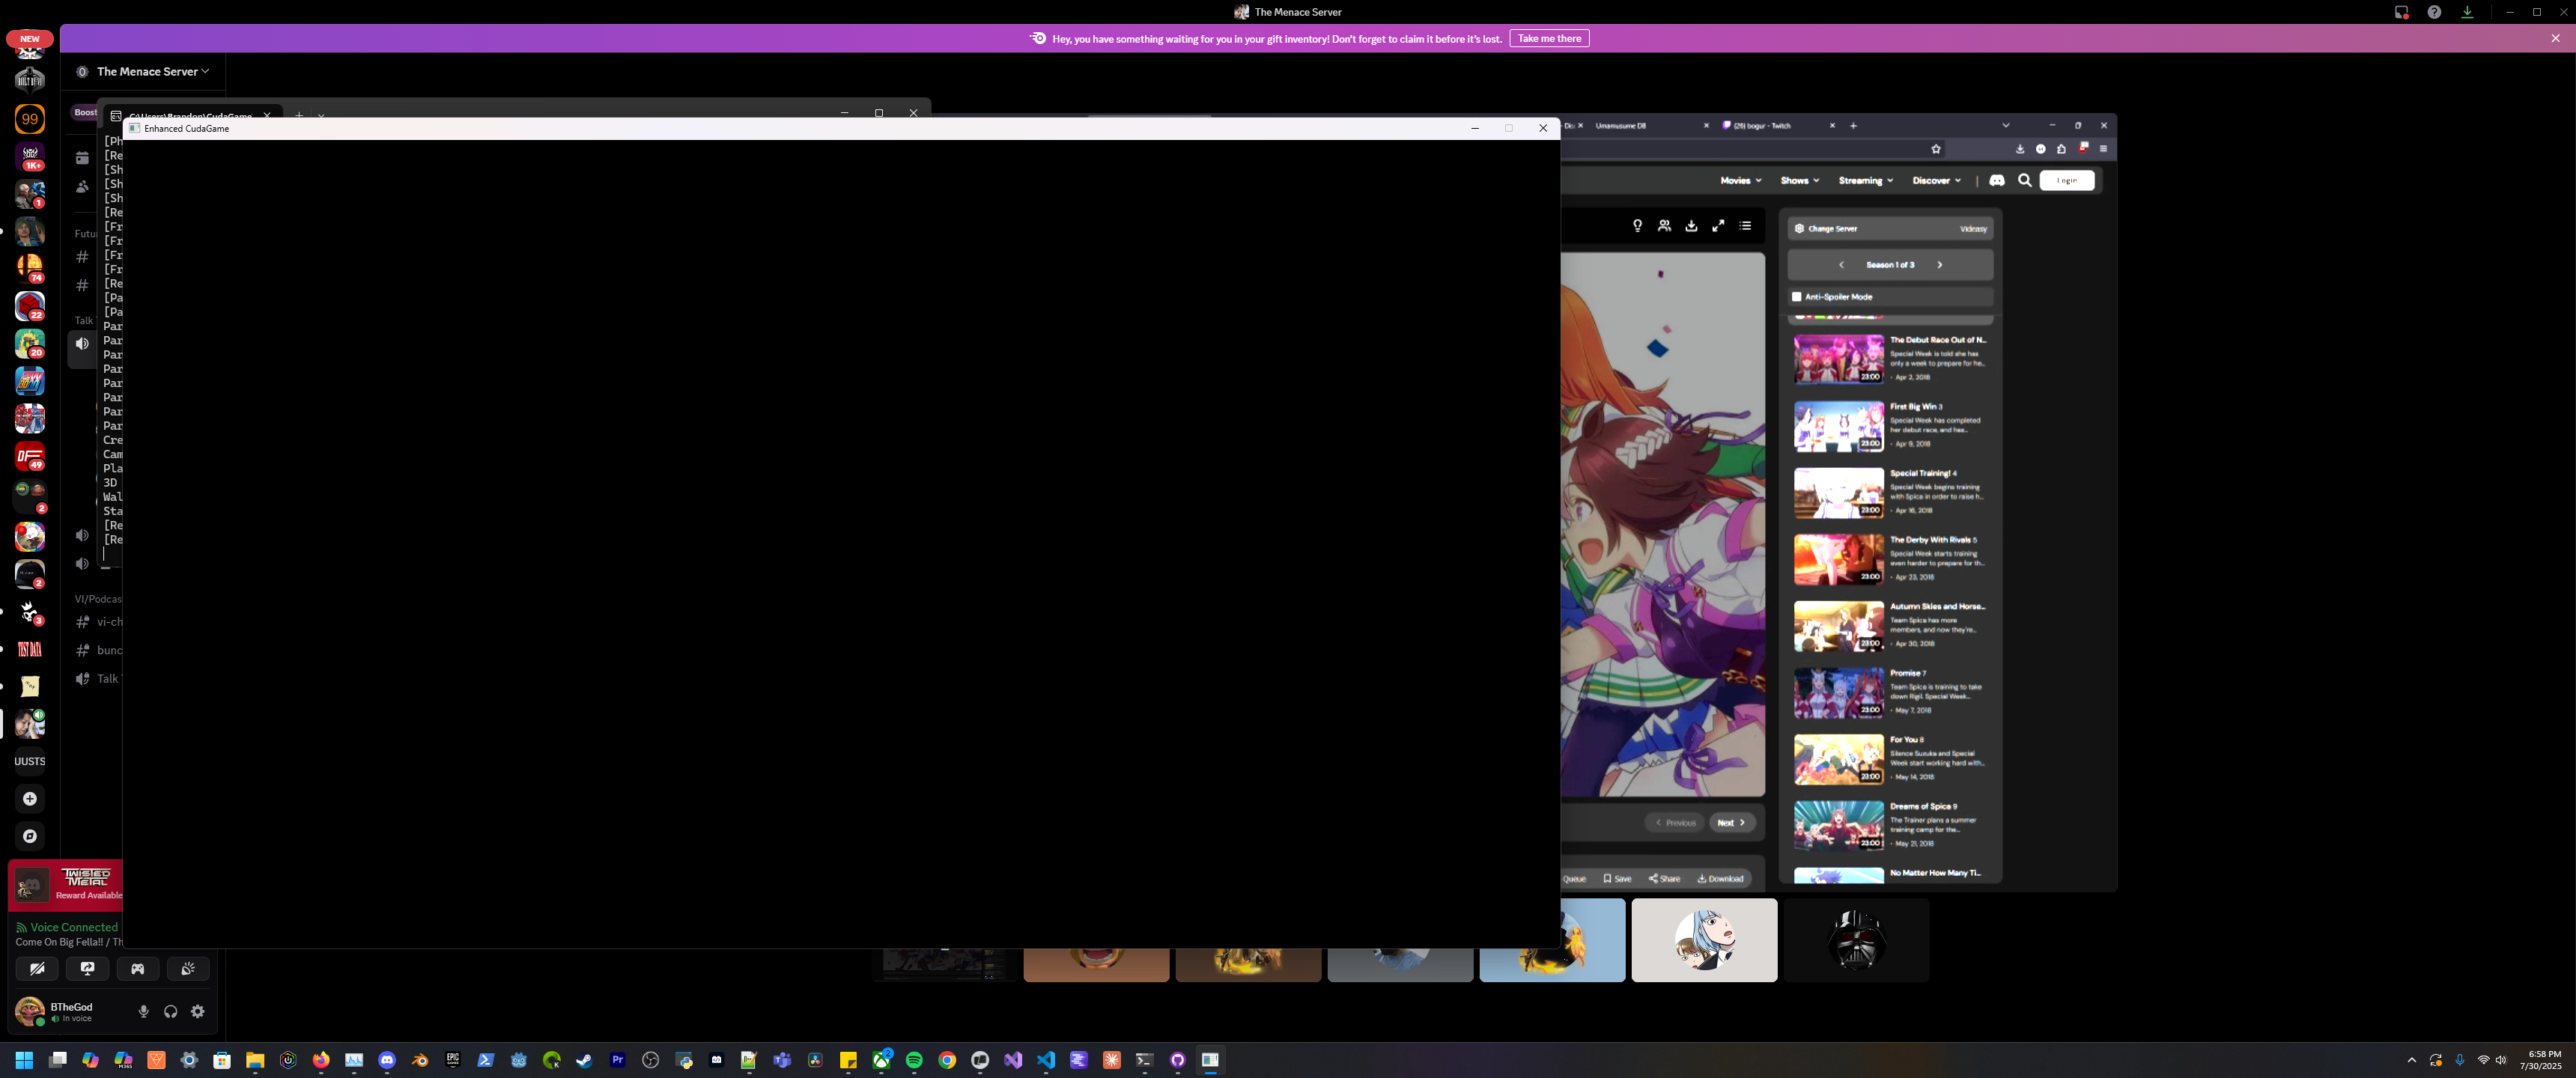 The Menace Server
NEW
Hey, you have something waiting for you in your gift inventory! Don't forget to claim it before it's lost.
Take me there
The Menace Server
Boost
C:\Users\Brandon\CudaGame
Enhanced CudaGame
Umamusume DB
(26) bogur - Twitch
[Ph
[Re
[Sh
[Sh
[Sh
[Re
[Fr
[Fr
[Fr
[Fr
[Re
[Pa
[Pa
Par
Par
Par
Par
Par
Par
Par
Par
Cre
Cam
Pla
3D
Wal
Sta
[Re
[Re
99
1K+
1
74
22
20
49
2
2
3
TEST DATA
UUSTS
Futu
Talk
VI/Podcas
vi-ch
bunc
Talk
Movies
Shows
Streaming
Discover
Login
Change Server
Videasy
Season 1 of 3
Anti-Spoiler Mode
The Debut Race Out of N...
Special Week is told she has
only a week to prepare for he...
23:00
• Apr 2, 2018
First Big Win 3
Special Week has completed
her debut race, and has...
23:00
• Apr 9, 2018
Special Training! 4
Special Week begins training
with Spica in order to raise h...
23:00
• Apr 16, 2018
The Derby With Rivals 5
Special Week starts training
even harder to prepare for th...
23:00
• Apr 23, 2018
Autumn Skies and Horse...
Team Spica has more
members, and now they're...
23:00
• Apr 30, 2018
Promise 7
Team Spica is training to take
down Rigil. Special Week...
23:00
• May 7, 2018
For You 8
Silence Suzuka and Special
Week start working hard with...
23:00
• May 14, 2018
Dreams of Spica 9
The Trainer plans a summer
training camp for the...
23:00
• May 21, 2018
No Matter How Many Ti...
Previous
Next
Queue
Save
Share
Download
TWISTED METAL
Reward Available
Voice Connected
Come On Big Fella!! / Th
BTheGod
In voice
6:58 PM
7/30/2025